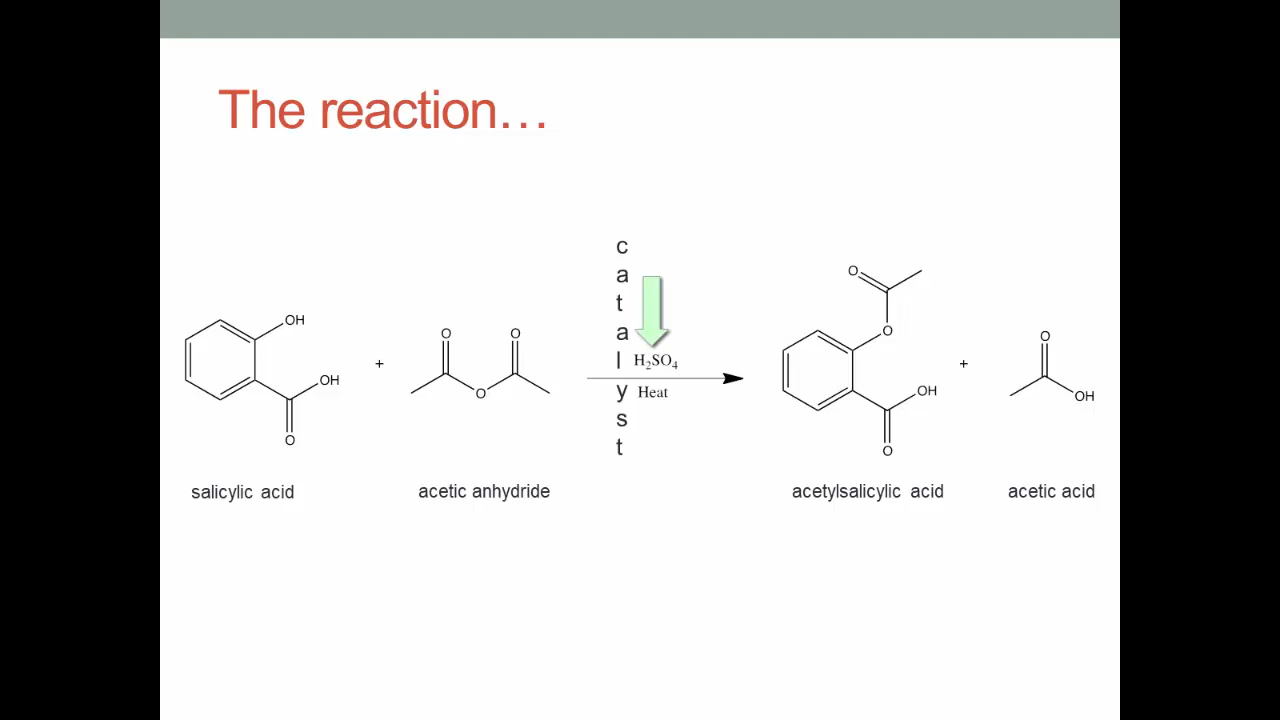 The reaction…
c
a
t
a
l
y
s
t
H₂SO₄
Heat
OH
OH
O
+
O
O
O
O
O
OH
O
+
O
OH
salicylic acid
acetic anhydride
acetylsalicylic acid
acetic acid